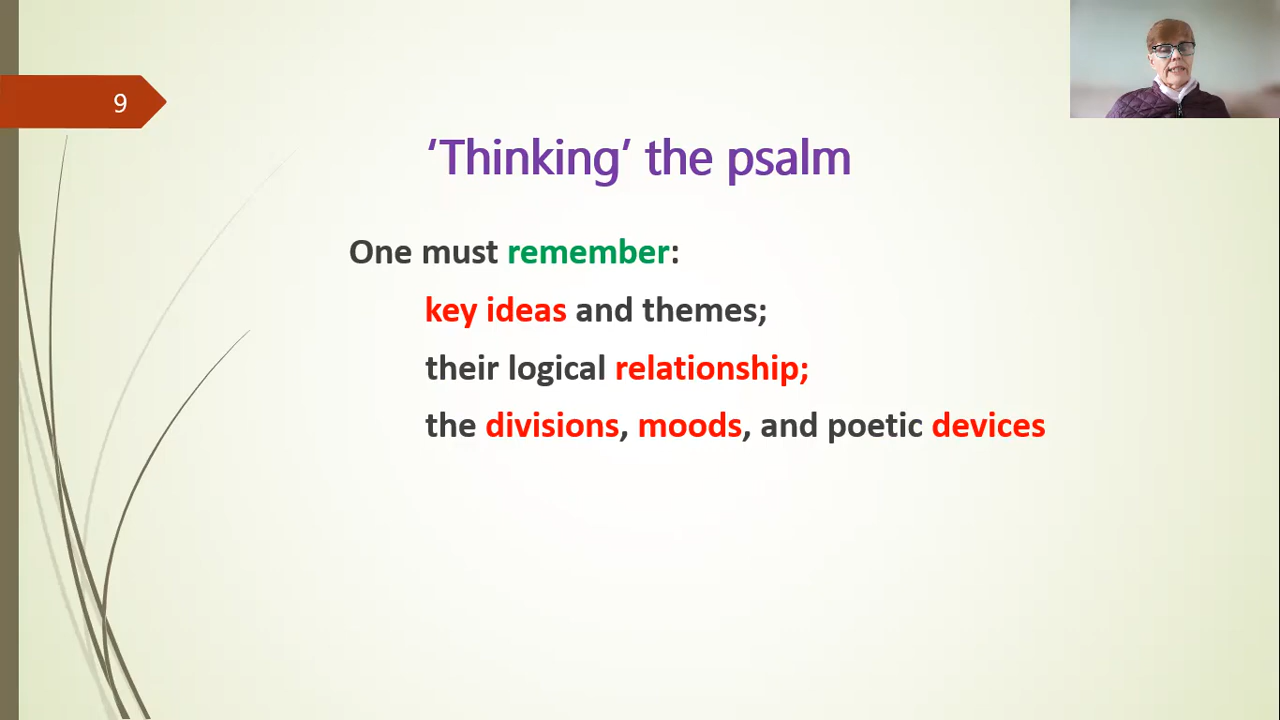 9
‘Thinking’ the psalm
One must remember:
key ideas and themes;
their logical relationship;
the divisions, moods, and poetic devices